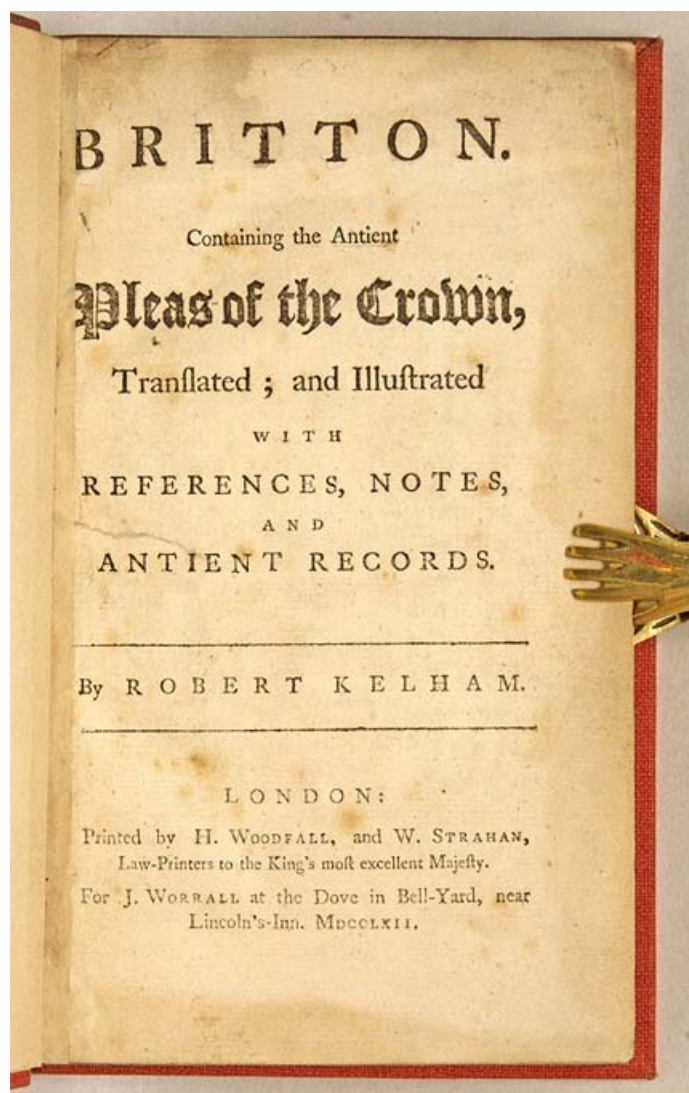 BRITTON.
Containing the Antient
Pleas of the Crown,
Tranſlated ; and Illuſtrated
WITH
REFERENCES, NOTES,
AND
ANTIENT RECORDS.
By ROBERT KELHAM.
LONDON:
Printed by H. WOODFALL, and W. STRAHAN,
Law-Printers to the King's moſt excellent Majeſty.
For J. WORRALL at the Dove in Bell-Yard, near
Lincoln's-Inn. MDCCLXII.